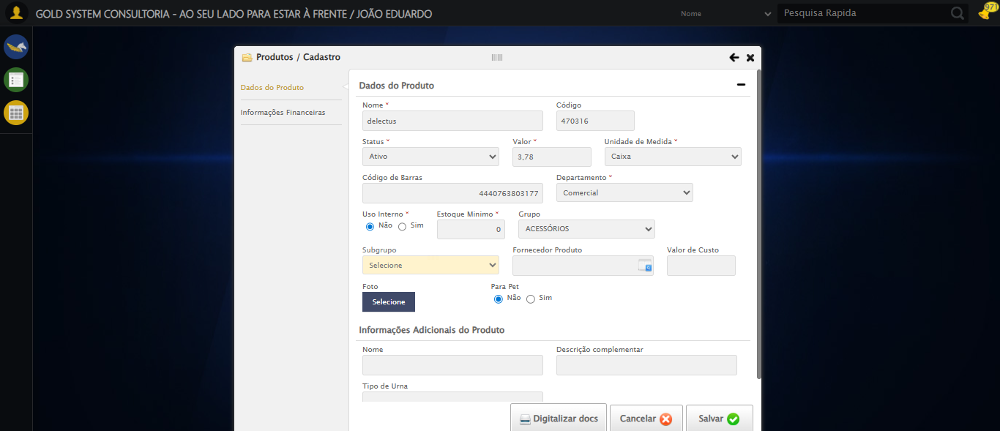 GOLD SYSTEM CONSULTORIA - AO SEU LADO PARA ESTAR À FRENTE / JOÃO EDUARDO
Nome
Pesquisa Rapida
971
Produtos / Cadastro
Dados do Produto
Informações Financeiras
Dados do Produto
Nome *
Código
delectus
470316
Status *
Valor *
Unidade de Medida *
Ativo
3,78
Caixa
Código de Barras
Departamento *
4440763803177
Comercial
Uso Interno *
Estoque Minimo *
Grupo
Não
Sim
0
ACESSÓRIOS
Subgrupo
Fornecedor Produto
Valor de Custo
Selecione
Foto
Para Pet
Selecione
Não
Sim
Informações Adicionais do Produto
Nome
Descrição complementar
Tipo de Urna
Digitalizar docs
Cancelar
Salvar